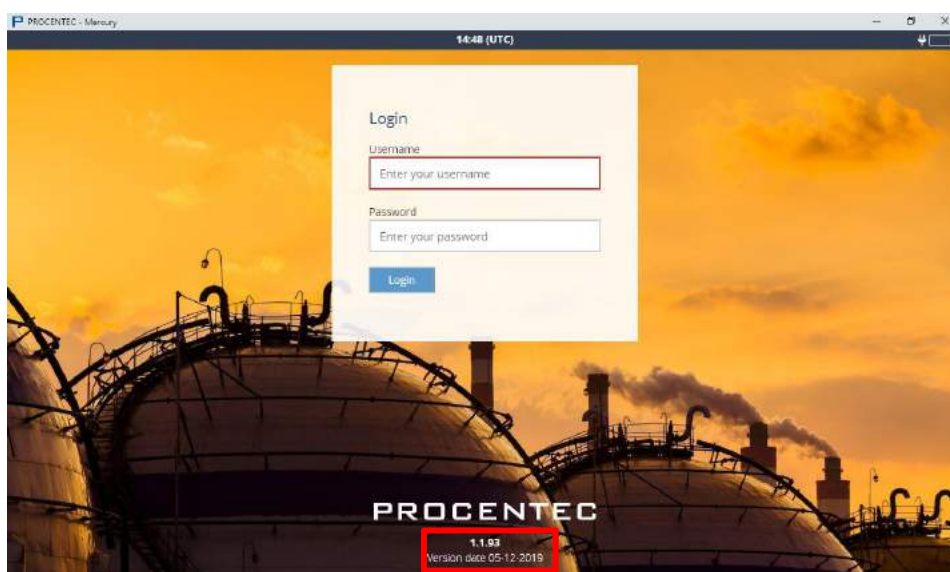 PROCENTEC - Mercury
14:48 (UTC)
Login
Username
Enter your username
Password
Enter your password
Login
PROCENTEC
1.1.93
Version date 05-12-2019